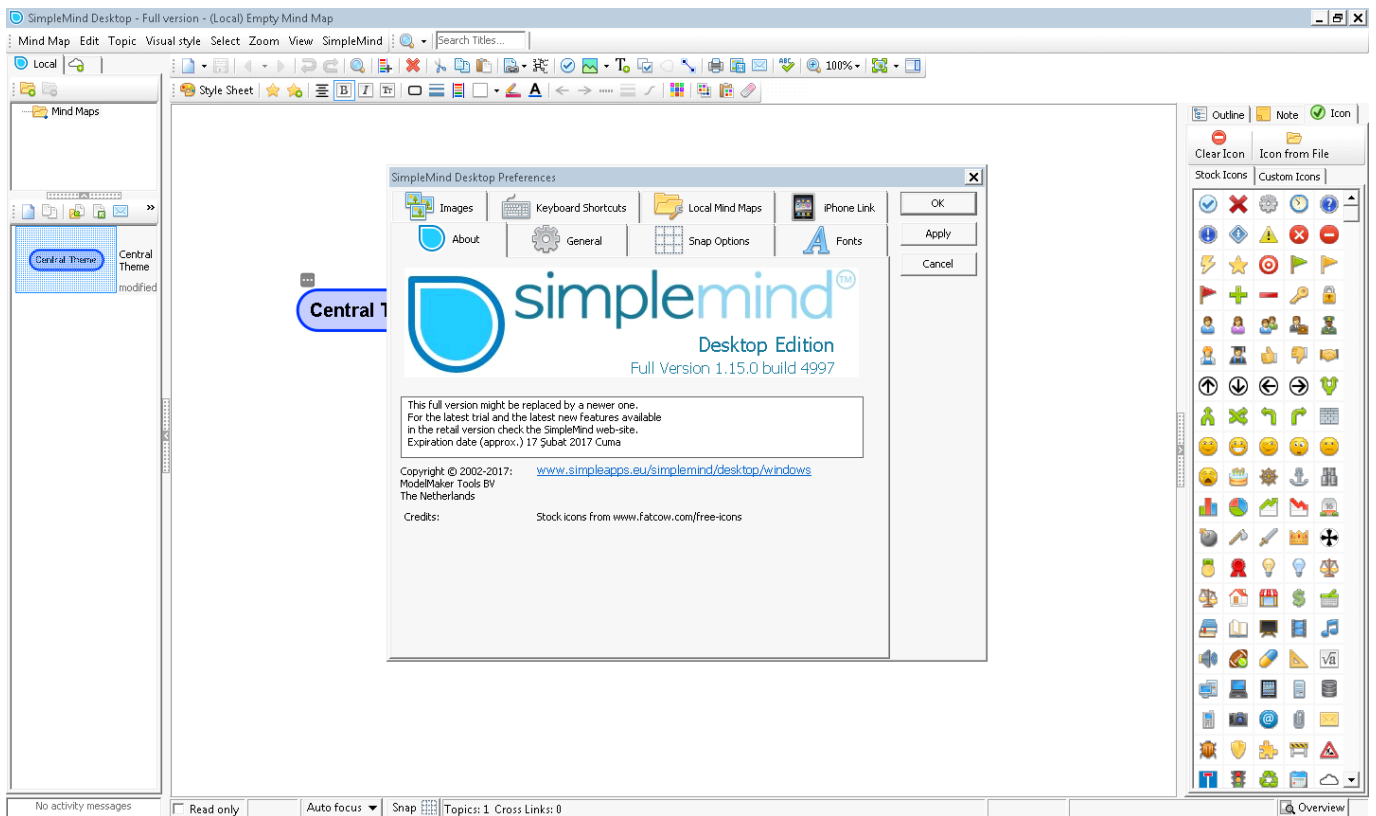 SimpleMind Desktop - Full version - (Local) Empty Mind Map
Mind Map Edit Topic Visual style Select Zoom View SimpleMind Search Titles...
Local
100%
Style Sheet
Mind Maps
Central Theme
Central Theme
modified
Central T
SimpleMind Desktop Preferences
Images Keyboard Shortcuts Local Mind Maps iPhone Link
About General Snap Options Fonts
OK
Apply
Cancel
simplemind™
Desktop Edition
Full Version 1.15.0 build 4997
This full version might be replaced by a newer one.
For the latest trial and the latest new features available
in the retail version check the SimpleMind web-site.
Expiration date (approx.) 17 Şubat 2017 Cuma
Copyright © 2002-2017: www.simpleapps.eu/simplemind/desktop/windows
ModelMaker Tools BV
The Netherlands
Credits: Stock icons from www.fatcow.com/free-icons
Outline Note Icon
Clear Icon Icon from File
Stock Icons Custom Icons
No activity messages Read only Auto focus Snap Topics: 1 Cross Links: 0 Overview